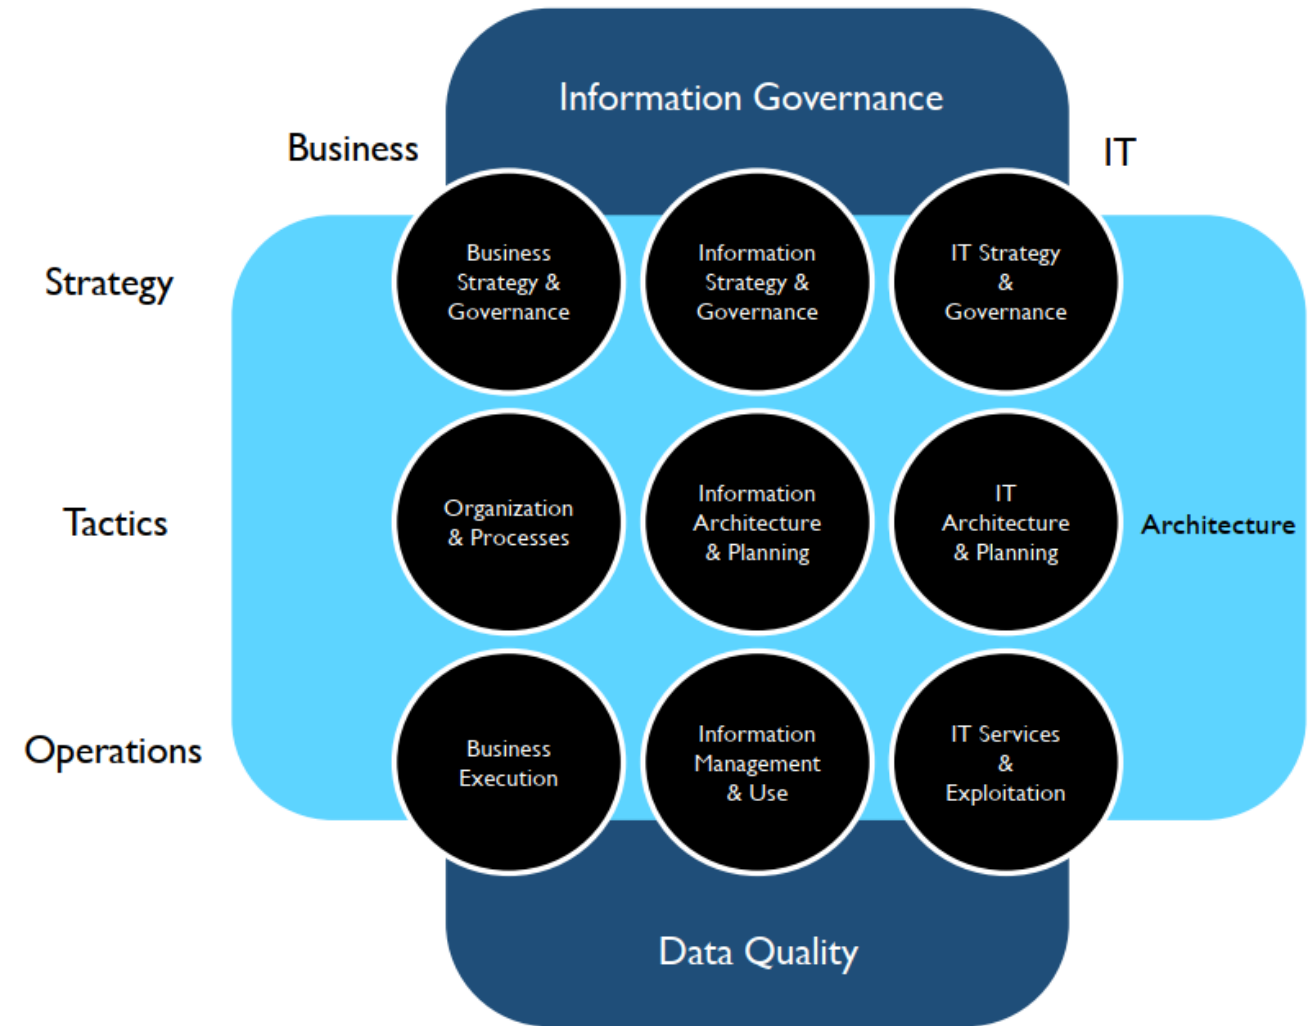 Information Governance
Business
IT
Strategy
Business
Strategy &
Governance
Information
Strategy &
Governance
IT Strategy
&
Governance
Tactics
Organization
& Processes
Information
Architecture
& Planning
IT
Architecture
& Planning
Architecture
Operations
Business
Execution
Information
Management
& Use
IT Services
&
Exploitation
Data Quality